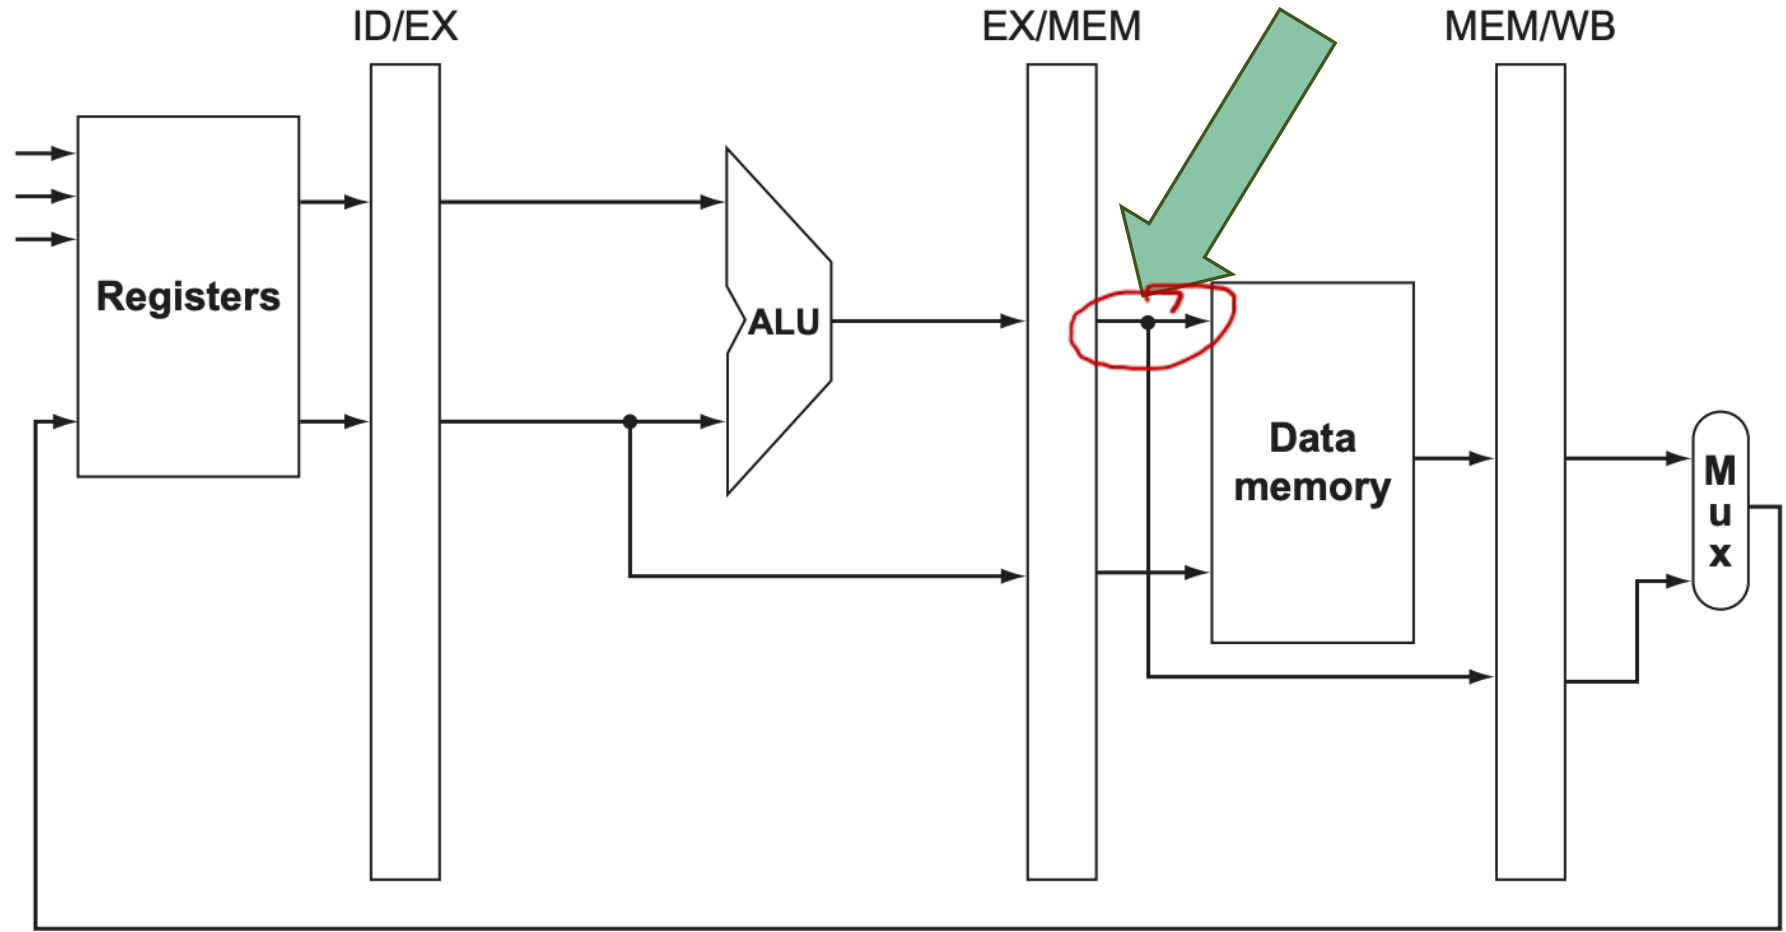 ID/EX
EX/MEM
MEM/WB
Registers
ALU
Data
memory
M
u
x